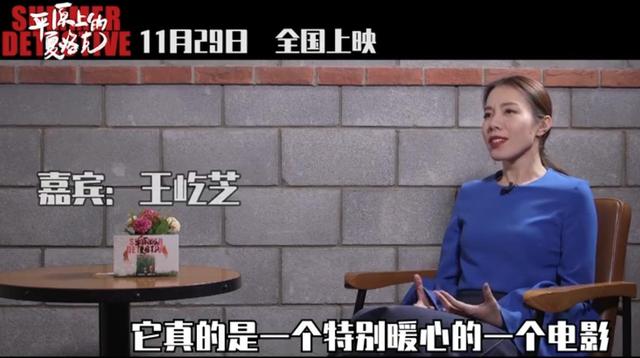 SUMMER
DETECTIVE
平原上的
夏洛克
11月29日 全国上映
嘉宾：王屹芝
它真的是一个特别暖心的一个电影